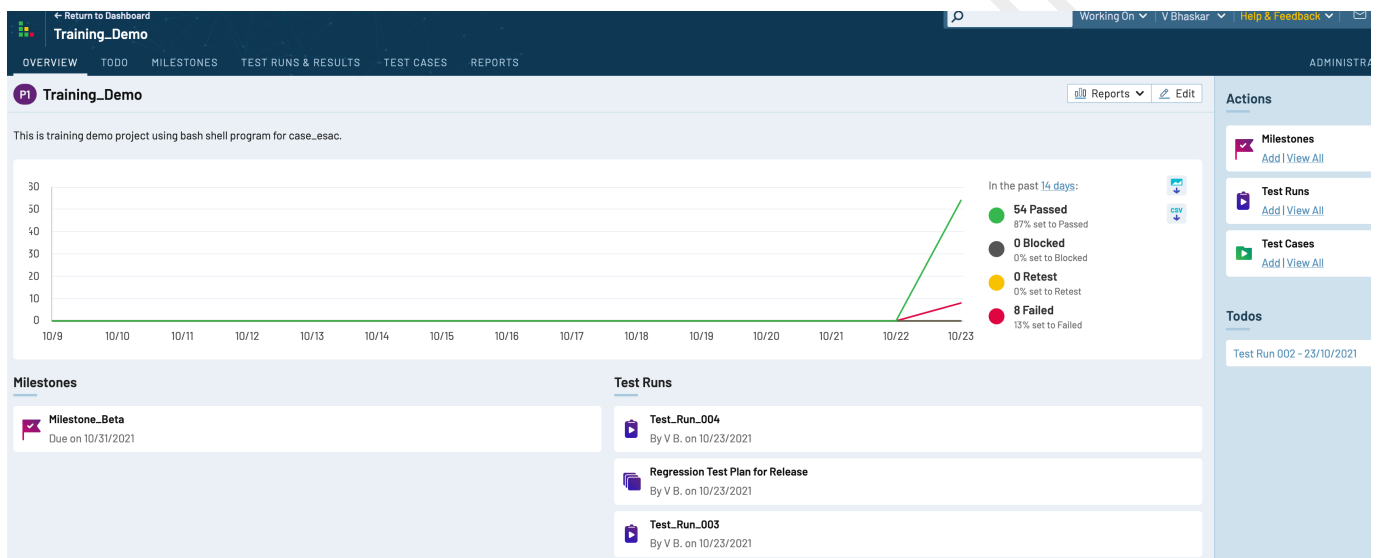 ← Return to Dashboard
Training_Demo
Working On
V Bhaskar
Help & Feedback
OVERVIEW TODO MILESTONES TEST RUNS & RESULTS TEST CASES REPORTS
P1 Training_Demo
Reports
Edit
This is training demo project using bash shell program for case_esac.
50
40
30
20
10
0
10/9 10/10 10/11 10/12 10/13 10/14 10/15 10/16 10/17 10/18 10/19 10/20 10/21 10/22 10/23
In the past 14 days:
54 Passed
87% set to Passed
0 Blocked
0% set to Blocked
0 Retest
0% set to Retest
8 Failed
13% set to Failed
CSV
Milestones
Milestone_Beta
Due on 10/31/2021
Test Runs
Test_Run_004
By V B. on 10/23/2021
Regression Test Plan for Release
By V B. on 10/23/2021
Test_Run_003
By V B. on 10/23/2021
Actions
Milestones
Add | View All
Test Runs
Add | View All
Test Cases
Add | View All
Todos
Test Run 002 - 23/10/2021